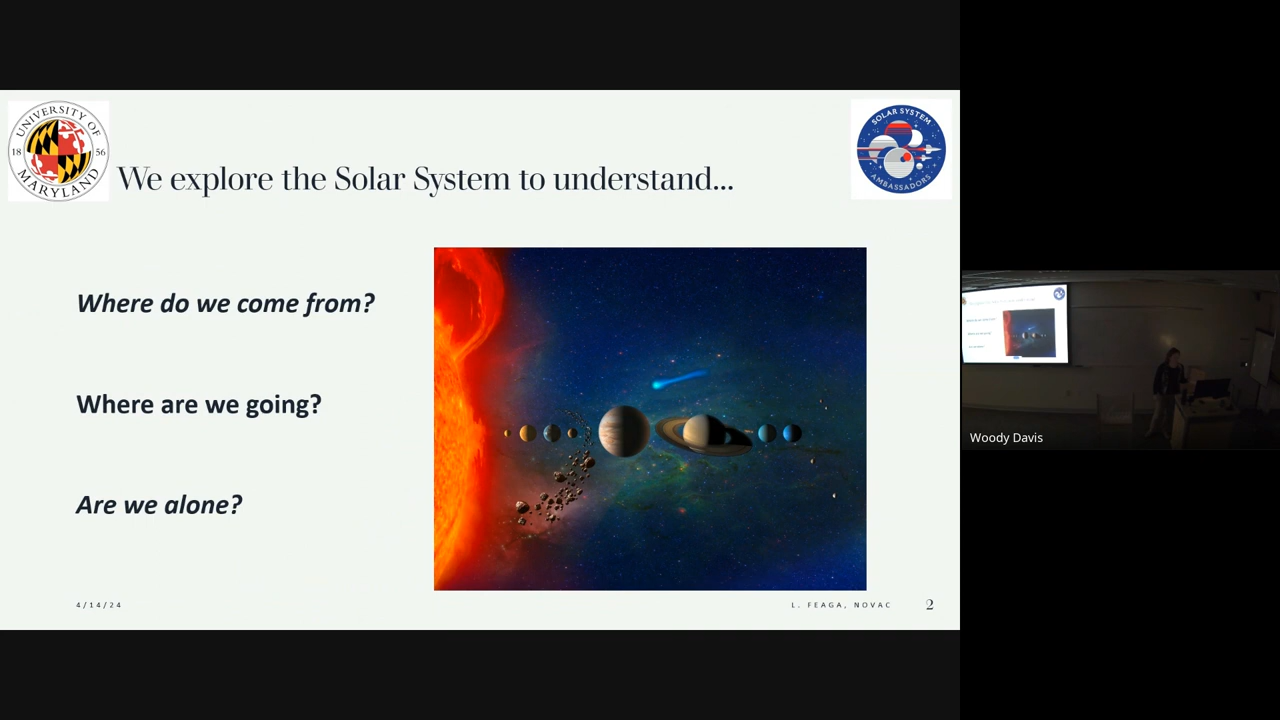 UNIVERSITY OF
18 56
MARYLAND
SOLAR SYSTEM
AMBASSADORS
We explore the Solar System to understand...
Where do we come from?
Where are we going?
Are we alone?
4/14/24
L. FEAGA, NOVAC
2
Woody Davis